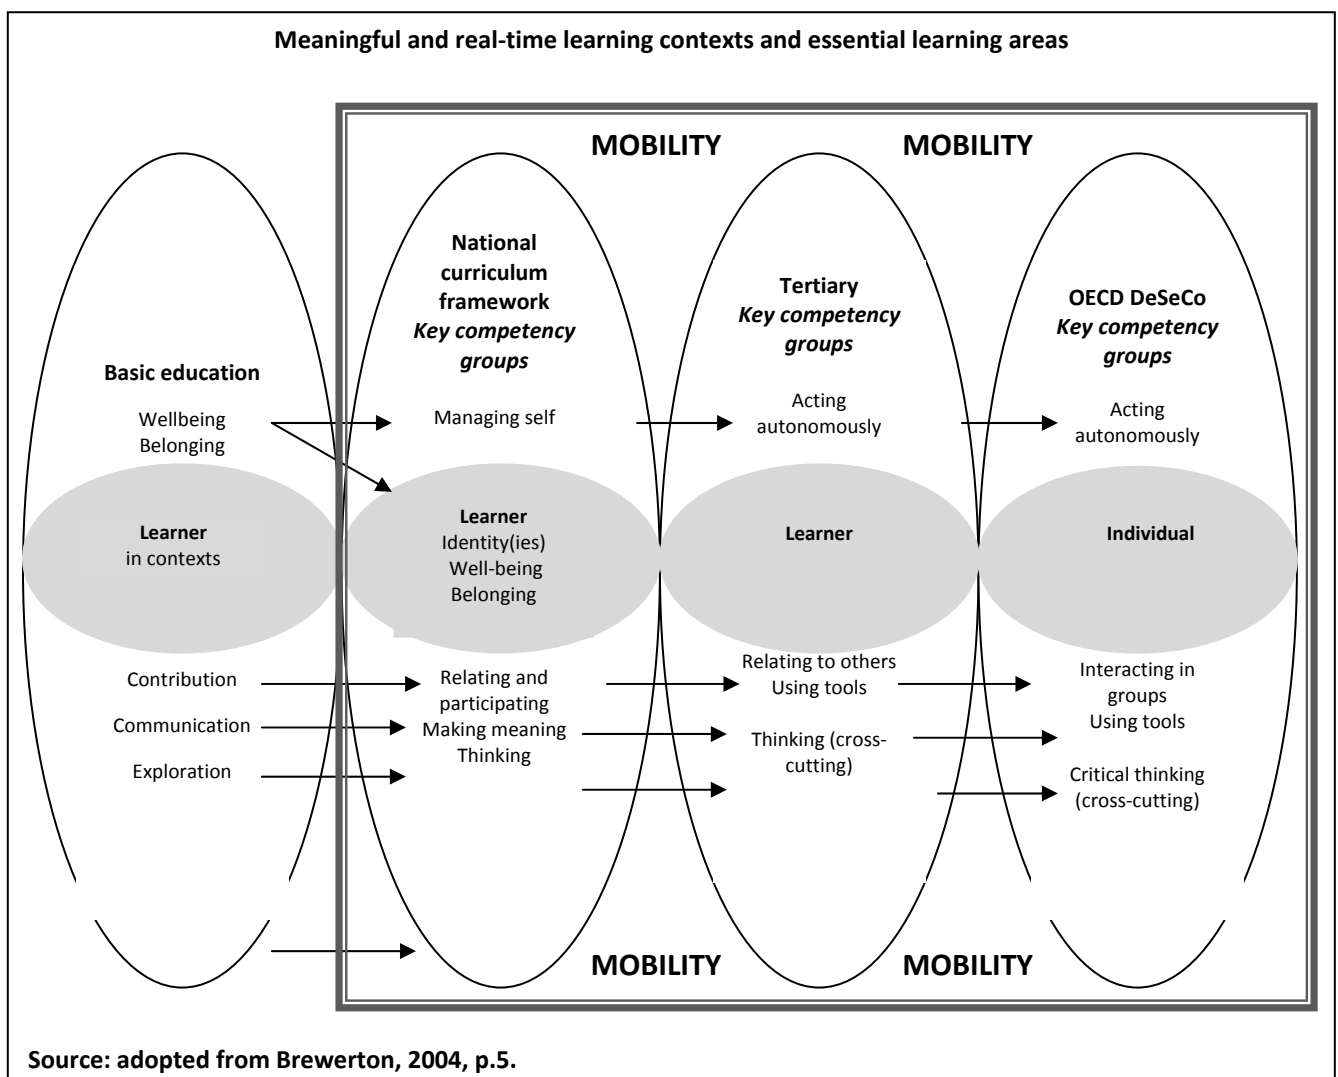 Meaningful and real-time learning contexts and essential learning areas
MOBILITY
MOBILITY
Basic education
Wellbeing
Belonging
Learner
in contexts
Contribution
Communication
Exploration
National
curriculum
framework
Key competency
groups
Managing self
Learner
Identity(ies)
Well-being
Belonging
Relating and
participating
Making meaning
Thinking
Tertiary
Key competency
groups
Acting
autonomously
Learner
Relating to others
Using tools
Thinking (cross-
cutting)
OECD DeSeCo
Key competency
groups
Acting
autonomously
Individual
Interacting in
groups
Using tools
Critical thinking
(cross-cutting)
MOBILITY
MOBILITY
Source: adopted from Brewerton, 2004, p.5.